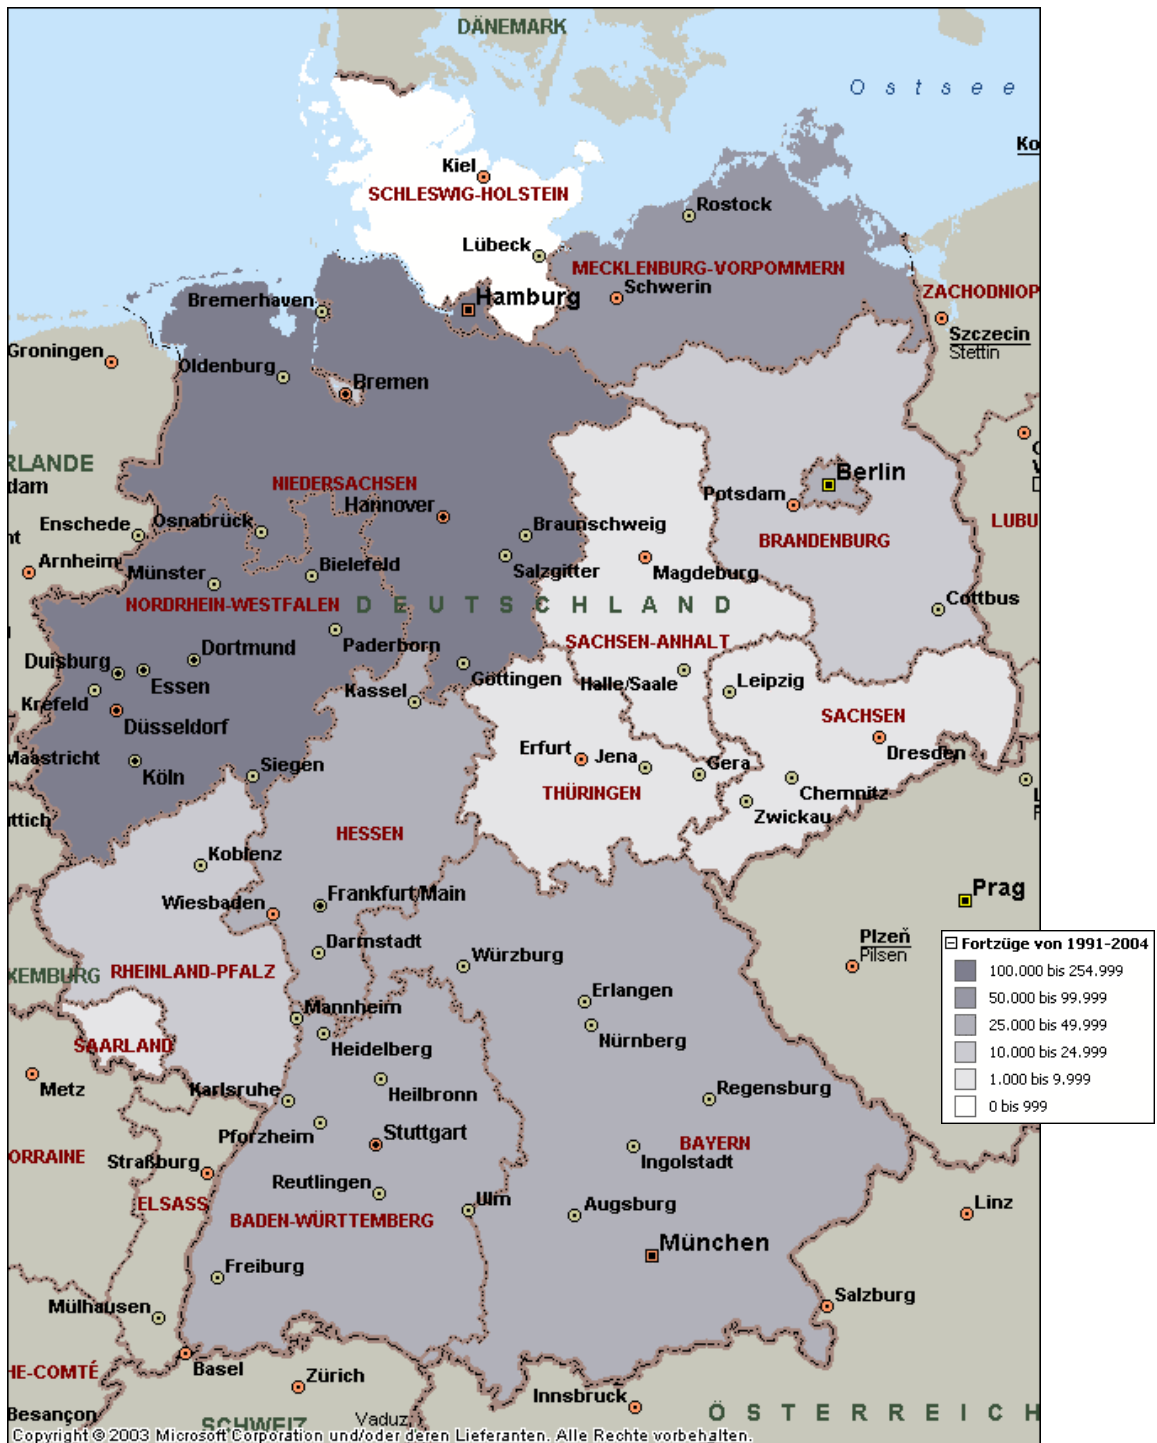 DÄNEMARK
O s t s e e
Ko
Kiel
SCHLESWIG-HOLSTEIN
Rostock
Lübeck
MECKLENBURG-VORPOMMERN
Schwerin
Hamburg
ZACHODNIOP
Bremerhaven
Szczecin
Stettin
Groningen
Oldenburg
Bremen
RLANDE
dam
NIEDERSACHSEN
Hannover
Berlin
Potsdam
Enschede
Osnabrück
Braunschweig
LUBU
nt
BRANDENBURG
Arnheim
Münster
Bielefeld
Salzgitter
Magdeburg
NORDRHEIN-WESTFALEN
D E U T S C H L A N D
Cottbus
SACHSEN-ANHALT
Dortmund
Paderborn
Duisburg
Essen
Göttingen
Halle/Saale
Leipzig
Krefeld
Kassel
Düsseldorf
SACHSEN
Maastricht
Erfurt
Jena
Gera
Dresden
Köln
Siegen
THÜRINGEN
Chemnitz
Zwickau
ttich
HESSEN
Koblenz
Prag
Wiesbaden
Frankfurt/Main
Plzeň
Pilsen
Darmstadt
Würzburg
XEMBURG
RHEINLAND-PFALZ
Erlangen
Mannheim
Nürnberg
SAARLAND
Heidelberg
Metz
Karlsruhe
Heilbronn
Regensburg
Pforzheim
Stuttgart
BAYERN
ORRAINE
Straßburg
Ingolstadt
Reutlingen
ELSASS
Ulm
Augsburg
Linz
BADEN-WÜRTTEMBERG
München
Freiburg
Salzburg
Mülhausen
HE-COMTÉ
Basel
Zürich
Innsbruck
Besançon
SCHWEIZ
Vaduz
Ö S T E R R E I C H
Copyright © 2003 Microsoft Corporation und/oder deren Lieferanten. Alle Rechte vorbehalten.
Fortzüge von 1991-2004
100.000 bis 254.999
50.000 bis 99.999
25.000 bis 49.999
10.000 bis 24.999
1.000 bis 9.999
0 bis 999